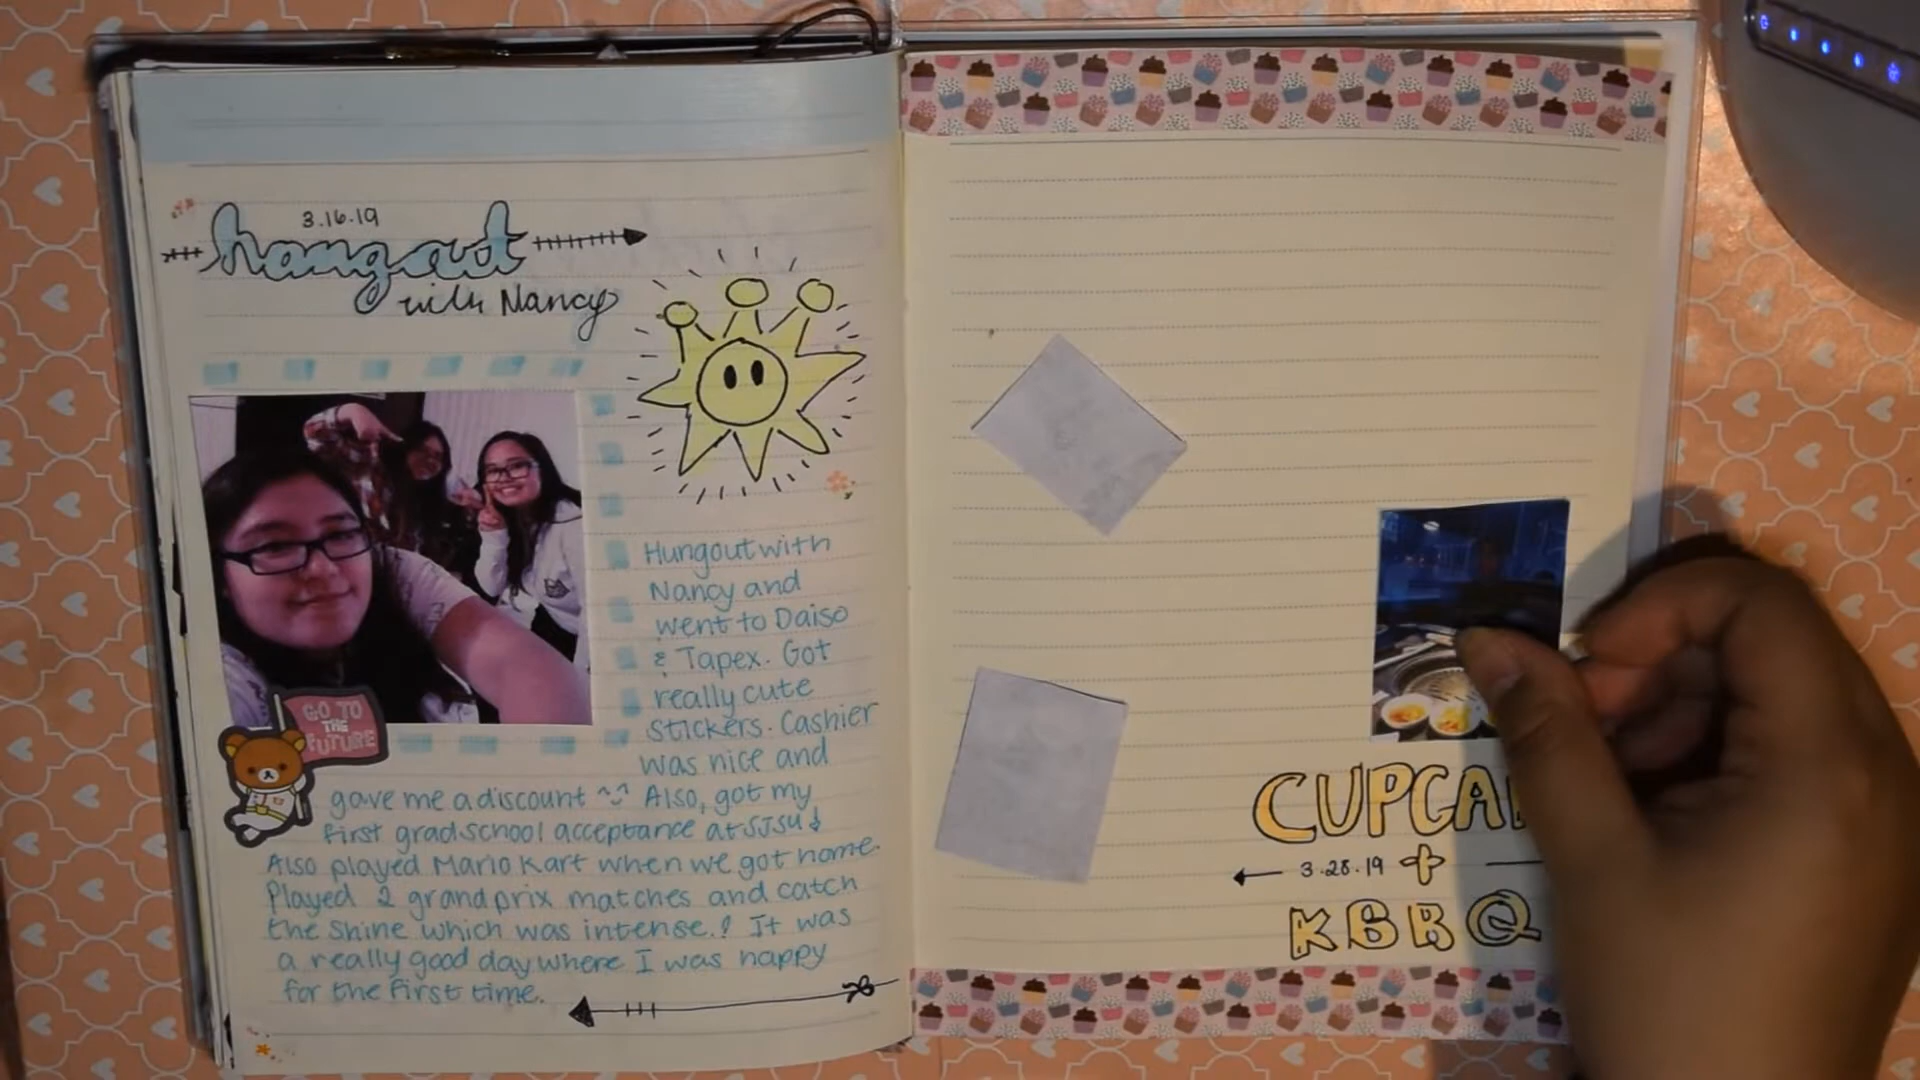 3.16.19
hangout
with Nancy
Hungout with
Nancy and
went to Daiso
& Tapex. Got
really cute
stickers. Cashier
was nice and
gave me a discount ^⌣^ Also, got my
first grad school acceptance at SJSU!
Also played Mario Kart when we got home.
Played 2 grand prix matches and catch
the shine which was intense.! It was
a really good day where I was happy
for the first time.
GO TO
THE
FUTURE
CUPCA
3.28.19 +
KBBQ